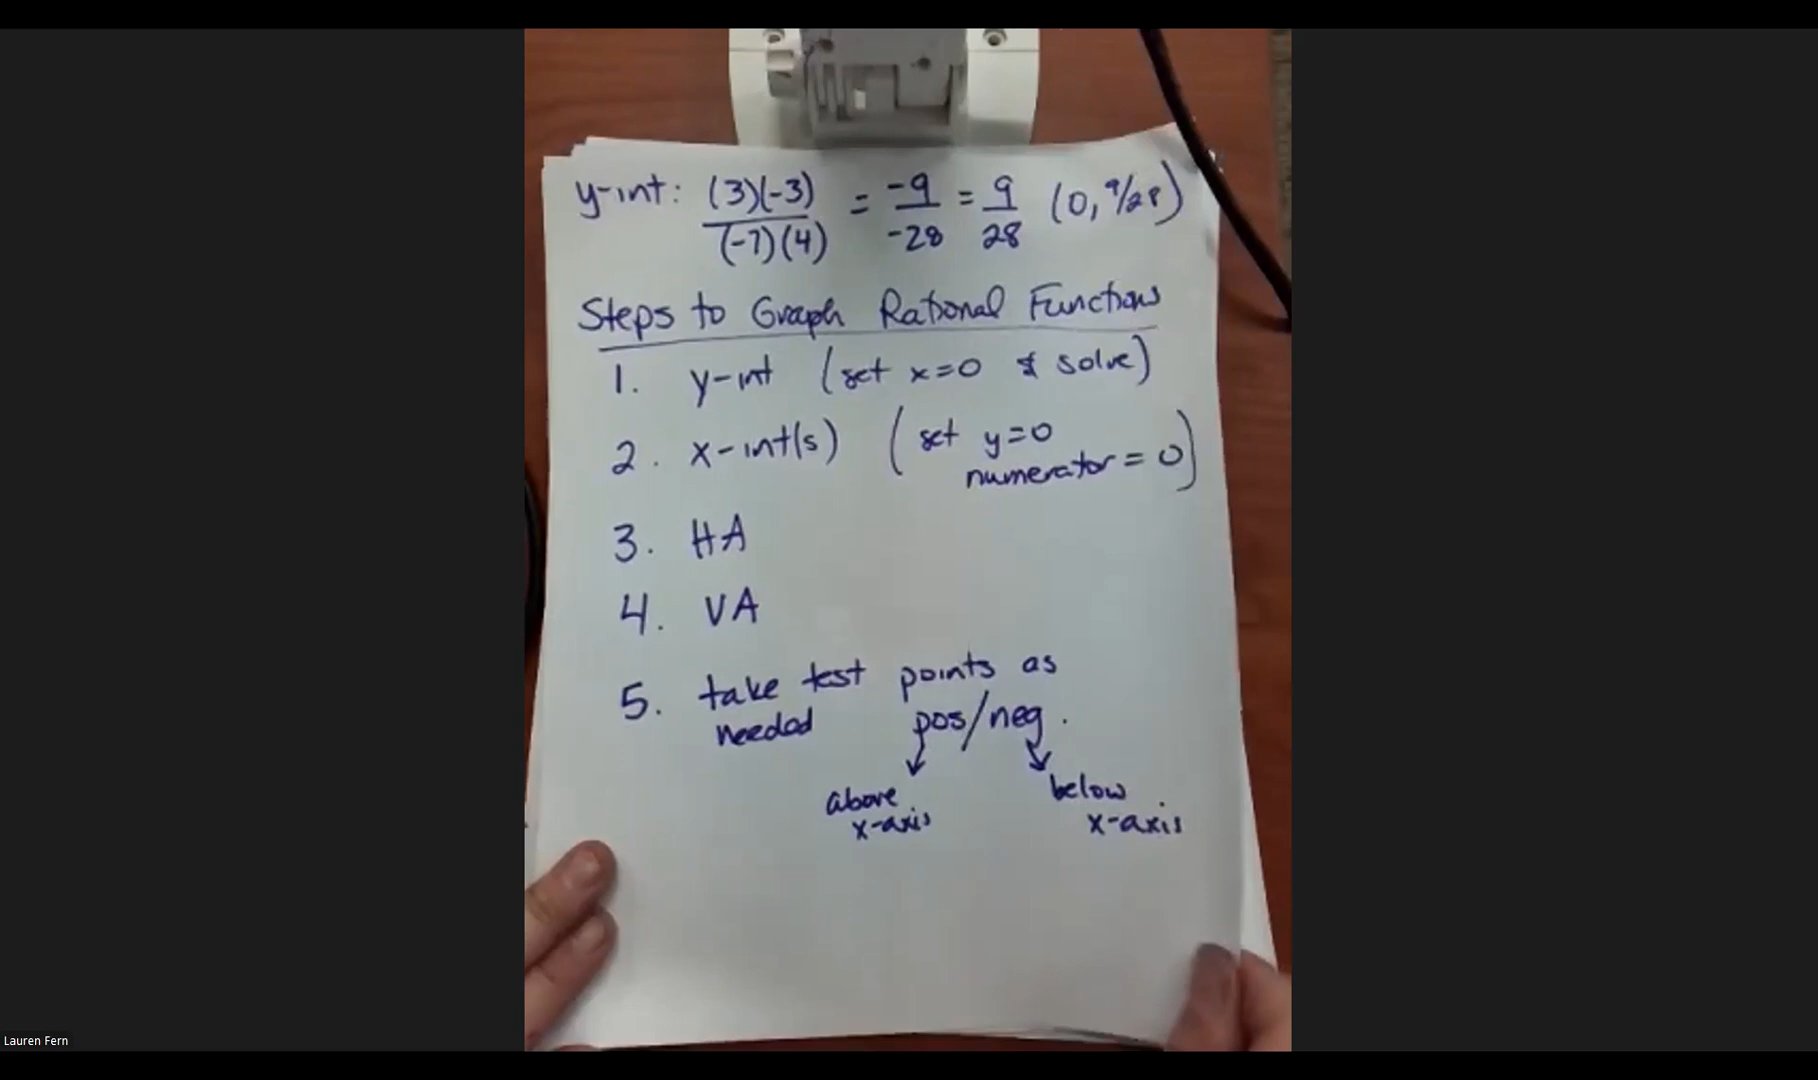 y-int: (3)(-3) / (-7)(4) = -9/-28 = 9/28 (0, 9/28)
Steps to Graph Rational Functions
1. y-int (set x=0 & solve)
2. x-int(s) (set y=0
numerator = 0)
3. HA
4. VA
5. take test points as
needed pos/neg.
above below
x-axis x-axis
Lauren Fern